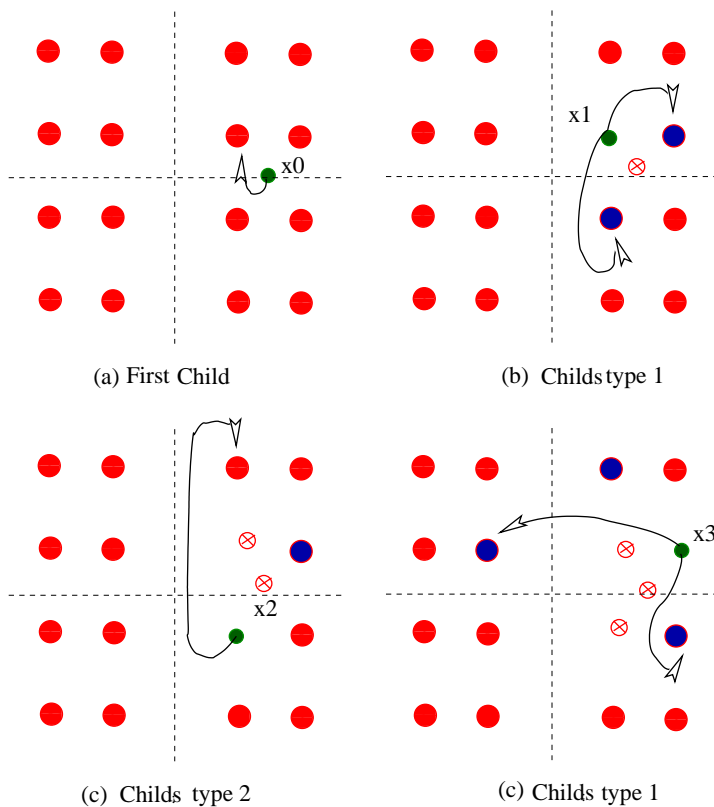 x0
x1
(a) First Child
(b) Childs type 1
x2
x3
(c) Childs type 2
(c) Childs type 1